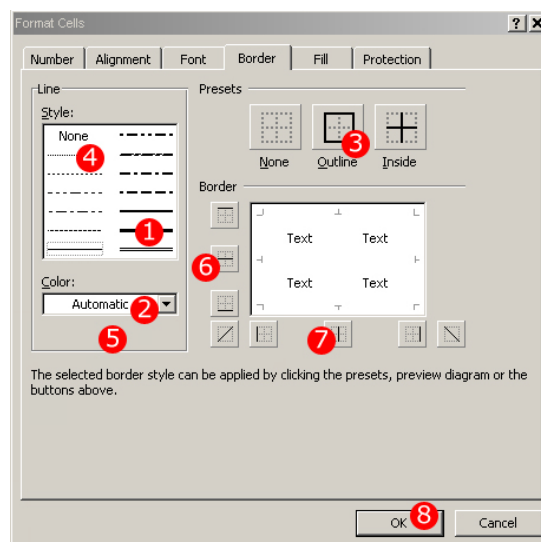 Format Cells
Number Alignment Font Border Fill Protection
Line
Style:
None
4
1
Color:
Automatic
2
5
Presets
3
None Outline Inside
Border
Text Text
6
Text Text
7
The selected border style can be applied by clicking the presets, preview diagram or the
buttons above.
OK 8 Cancel